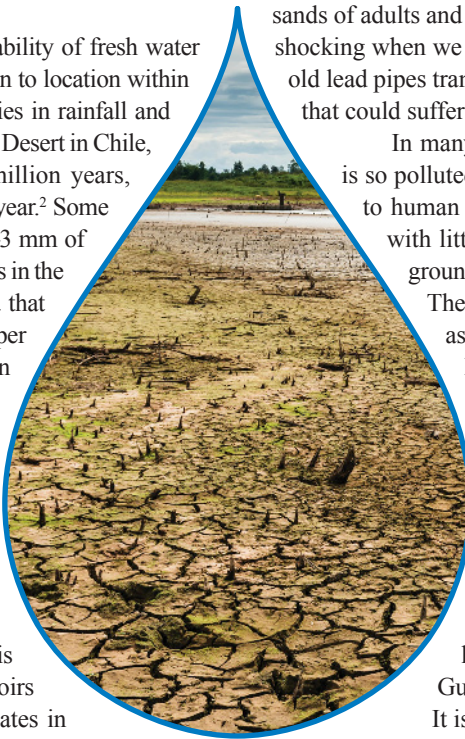 ability of fresh water
n to location within
ies in rainfall and
Desert in Chile,
million years,
year.² Some
3 mm of
s in the
that
per
n
is
oirs
ates in
sands of adults and
shocking when we
old lead pipes tran
that could suffer
In many
is so polluted
to human
with litt
groun
The
as
Gu
It is